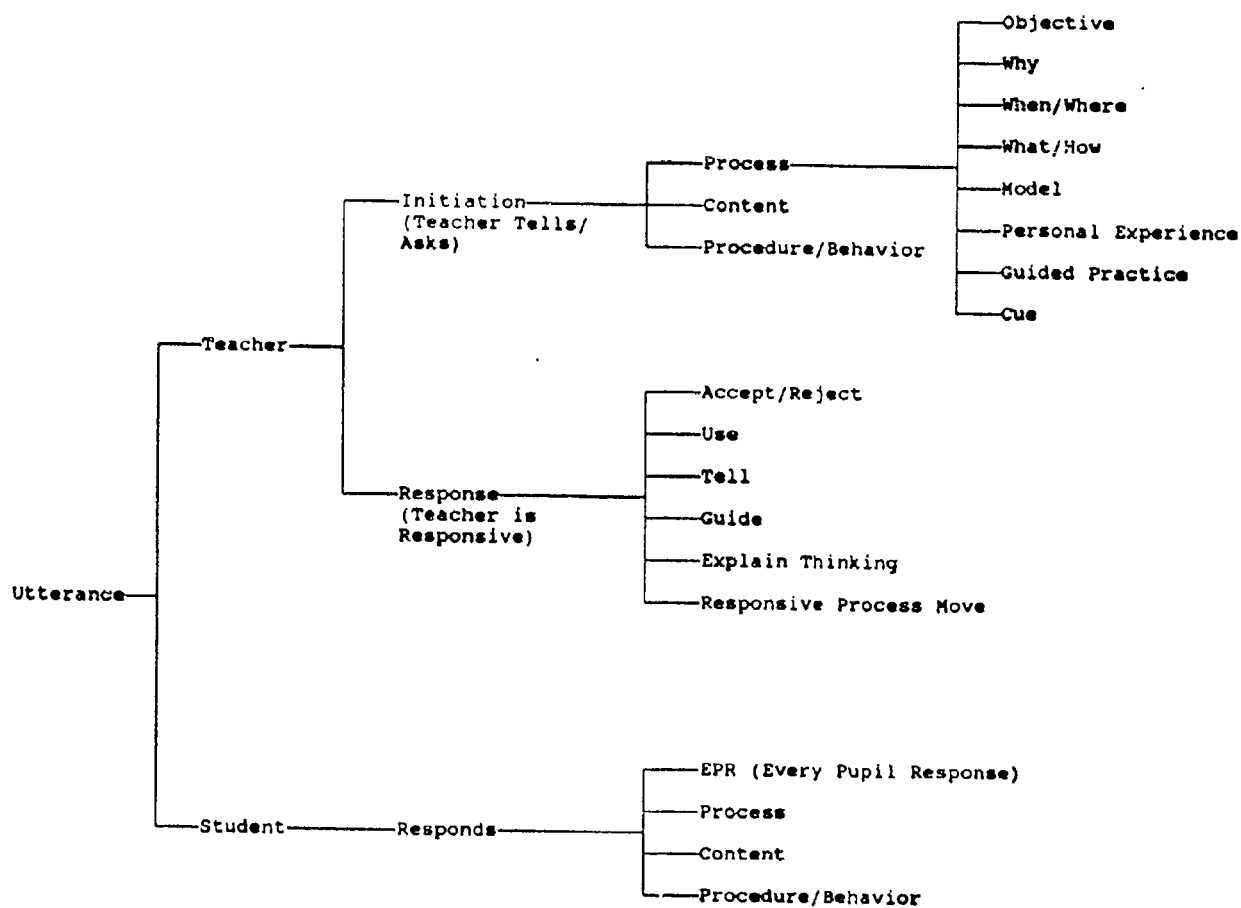 Objective
Why
When/Where
What/How
Process
Model
Initiation
(Teacher Tells/
Asks)
Content
Personal Experience
Procedure/Behavior
Guided Practice
Cue
Teacher
Accept/Reject
Use
Tell
Response
(Teacher is
Responsive)
Guide
Explain Thinking
Utterance
Responsive Process Move
EPR (Every Pupil Response)
Process
Student
Responds
Content
Procedure/Behavior